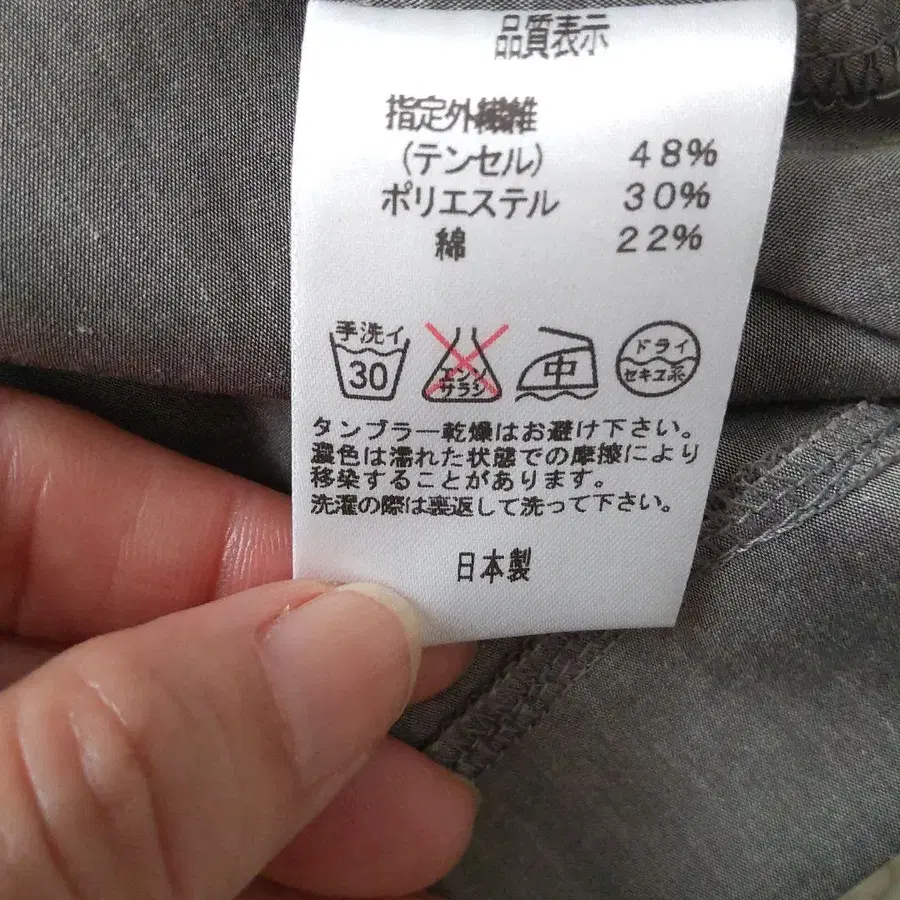 品質表示
指定外繊維
(テンセル) 48%
ポリエステル 30%
綿 22%
手洗イ 30 エンソサラシ 中 ドライセキユ系
タンブラー乾燥はお避け下さい。
濃色は濡れた状態での摩擦により
移染することがあります。
洗濯の際は裏返して洗って下さい。
日本製